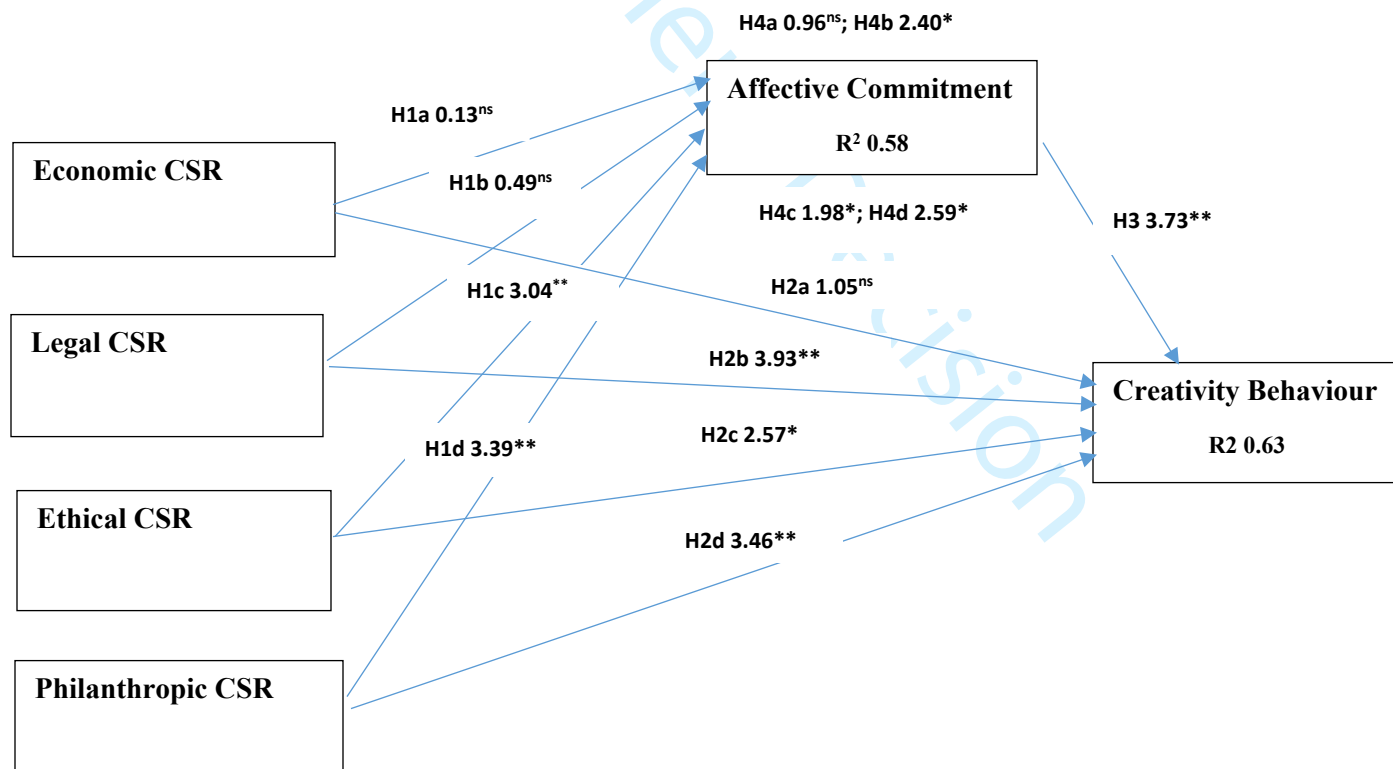 H4a 0.96ns; H4b 2.40*
Affective Commitment
R2 0.58
H1a 0.13ns
Economic CSR
H1b 0.49ns
H4c 1.98*; H4d 2.59*
H3 3.73**
H2a 1.05ns
H1c 3.04**
Legal CSR
H2b 3.93**
Creativity Behaviour
R2 0.63
H2c 2.57*
H1d 3.39**
Ethical CSR
H2d 3.46**
Philanthropic CSR